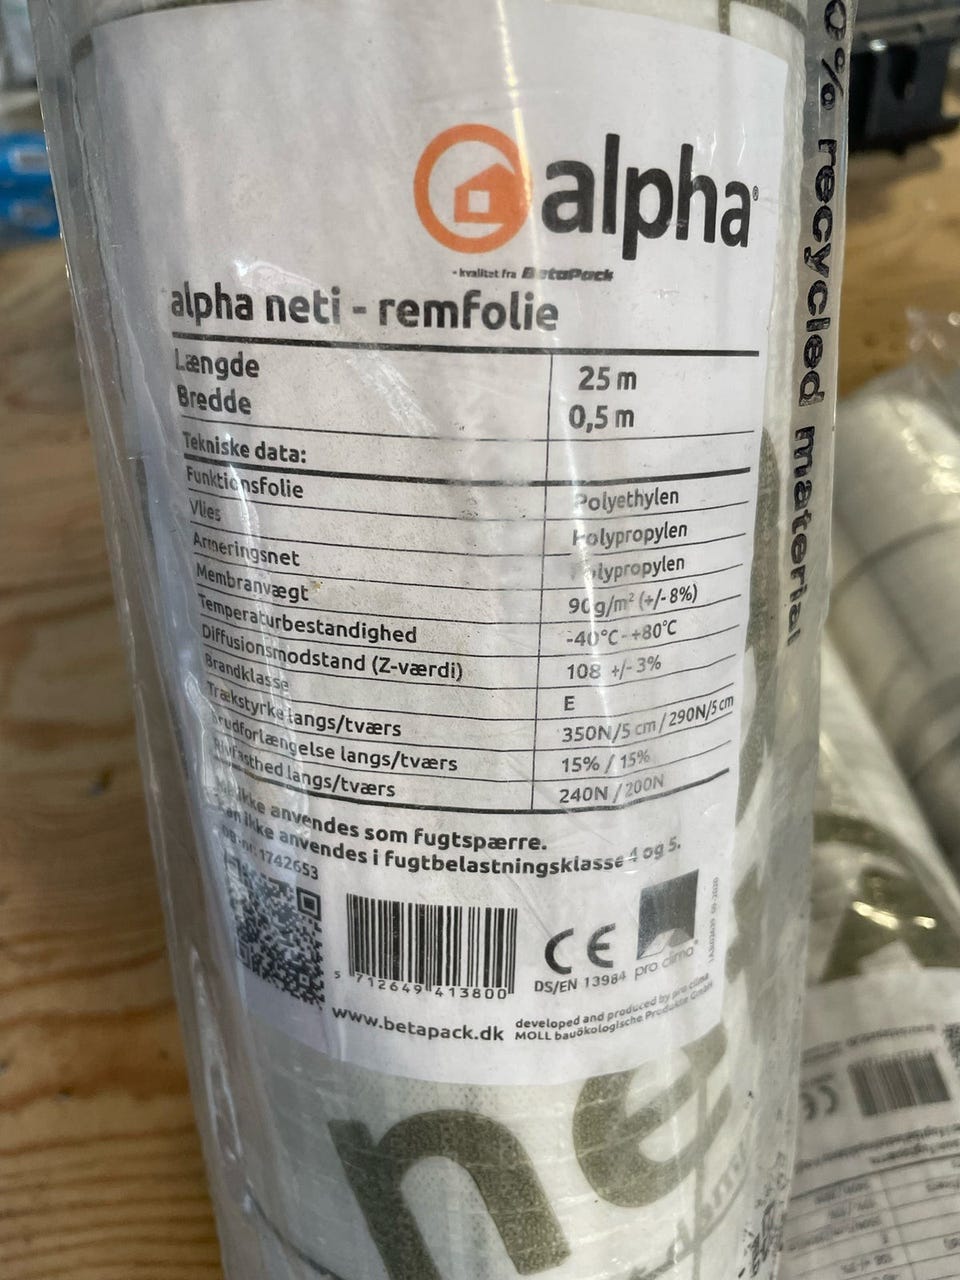 alpha®
- kvalitet fra BetaPack
alpha neti - remfolie
Længde 25 m
Bredde 0,5 m
Tekniske data:
Funktionsfolie Polyethylen
Vlies Polypropylen
Armeringsnet Polypropylen
Membranvægt 90g/m² (+/- 8%)
Temperaturbestandighed -40°C- +80°C
Diffusionsmodstand (Z-værdi) 108 +/- 3%
Brandklasse E
Trækstyrke langs/tværs 350N/5 cm / 290N/5 cm
Brudforlængelse langs/tværs 15% / 15%
Rivfasthed langs/tværs 240N / 200N
ikke anvendes som fugtspærre.
ikke anvendes i fugtbelastningsklasse 4 og 5.
1742653
5 712649 413800
CE
DS/EN 13984
pro clima®
www.betapack.dk
developed and produced by pro clima
MOLL bauökologische Produkte GmbH
0% recycled material
ne